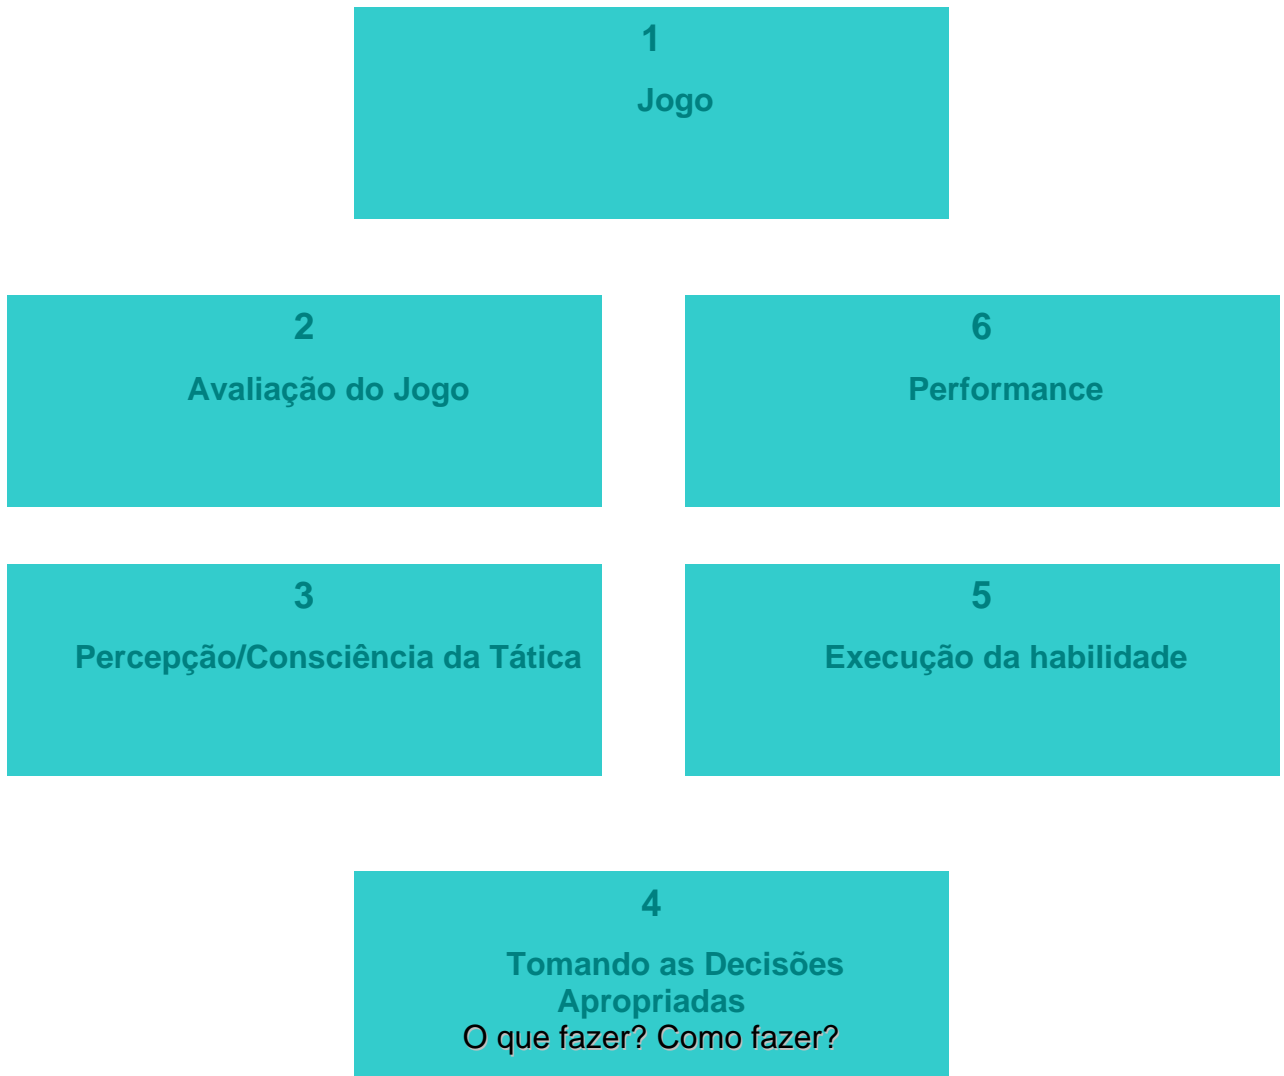 1
Jogo
2
Avaliação do Jogo
6
Performance
3
Percepção/Consciência da Tática
5
Execução da habilidade
4
Tomando as Decisões
Apropriadas
O que fazer? Como fazer?